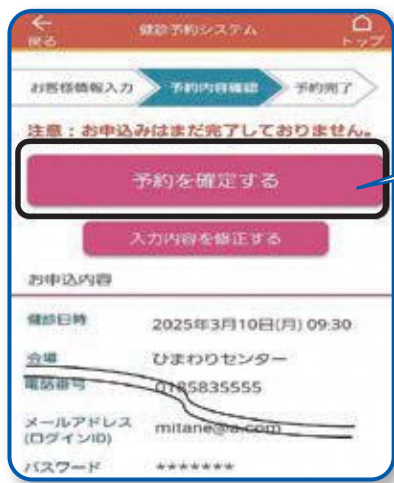 戻る
健診予約システム
トップ
お客様情報入力
予約内容確認
予約完了
注意：お申込みはまだ完了しておりません。
予約を確定する
入力内容を修正する
お申込内容
健診日時
2025年3月10日(月) 09:30
会場
ひまわりセンター
電話番号
0185835555
メールアドレス
(ログインID)
mitane@a.com
パスワード
*******